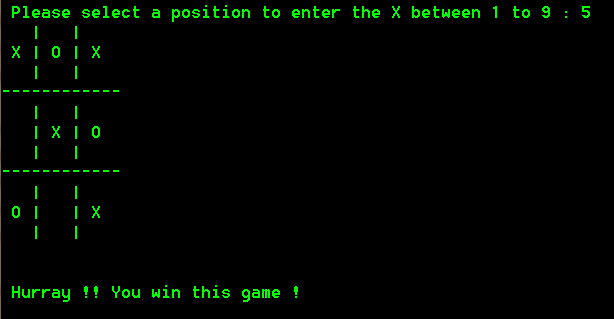 Please select a position to enter the X between 1 to 9 : 5
  |   |
X | O | X
  |   |
------------
  |   |
  | X | O
  |   |
------------
  |   |
O |   | X
  |   |
Hurray !! You win this game !